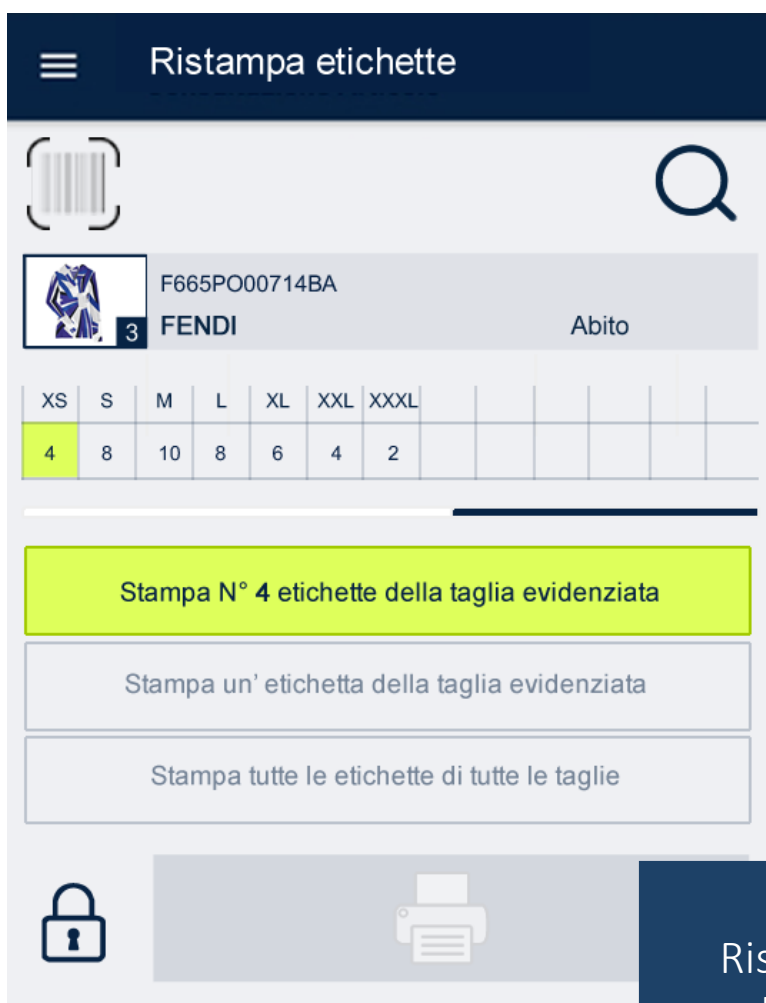 Ristampa etichette
F665PO00714BA
3 FENDI Abito
XS S M L XL XXL XXXL
4 8 10 8 6 4 2
Stampa N° 4 etichette della taglia evidenziata
Stampa un' etichetta della taglia evidenziata
Stampa tutte le etichette di tutte le taglie
Ris